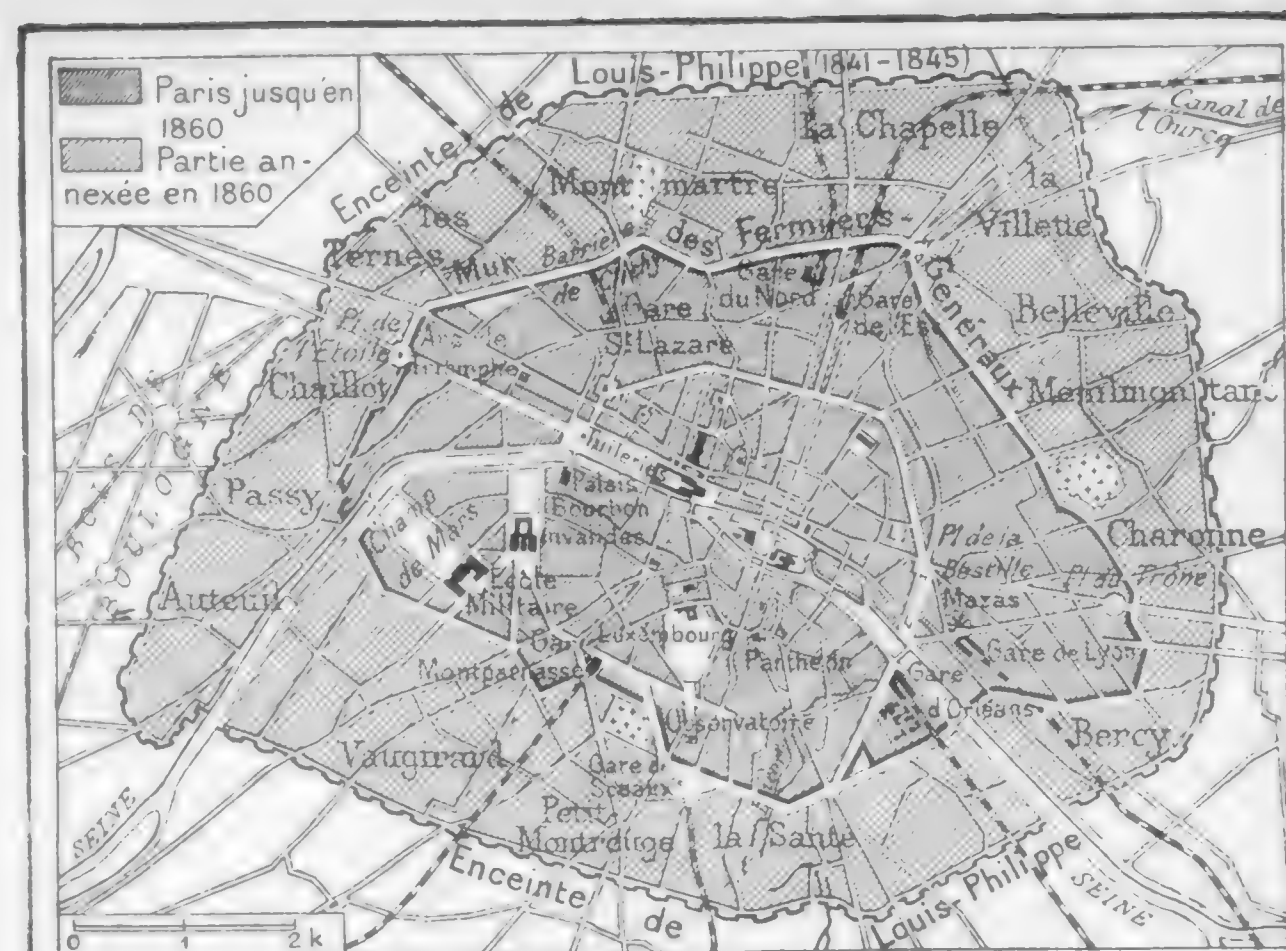 Paris jusqu'en
1860
Partie an-
nexée en 1860
Enceinte de
Louis-Philippe (1841-1845)
Canal de
l'Ourcq
La Chapelle
Montmartre
la
Villette
les
Ternes
Mur
des Fermiers-
Généraux
Barrière
de
Gare
du Nord
Gare
de l'Est
Gare
St Lazare
Belleville
Pl. de
l'Etoile
Arc de
Triomphe
Chaillot
Ménilmontant
BOIS DE
BOULOGNE
Tuileries
Passy
Palais
Bourbon
Invalides
Champ
de Mars
Ecole
Militaire
Pl de la
Bastille
Charonne
Pl du Trône
Mazas
Auteuil
Luxembourg
Panthéon
Gare de Lyon
Montparnasse
Gare
d'Orléans
Observatoire
Bercy
Vaugirard
Gare de
Sceaux
Petit
Montrouge
la Santé
SEINE
Enceinte de
Louis-Philippe
SEINE
0 1 2 k